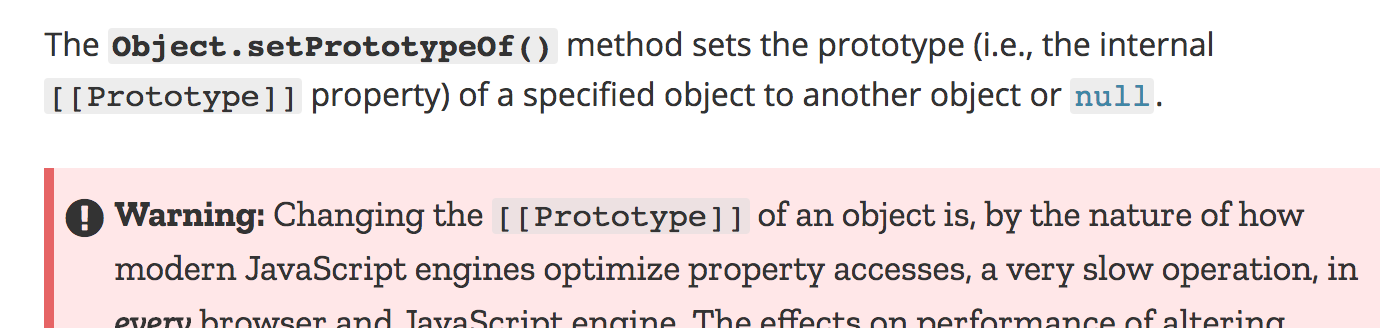 The Object.setPrototypeOf() method sets the prototype (i.e., the internal
[[Prototype]] property) of a specified object to another object or null.
Warning: Changing the [[Prototype]] of an object is, by the nature of how
modern JavaScript engines optimize property accesses, a very slow operation, in
every browser and JavaScript engine. The effects on performance of altering